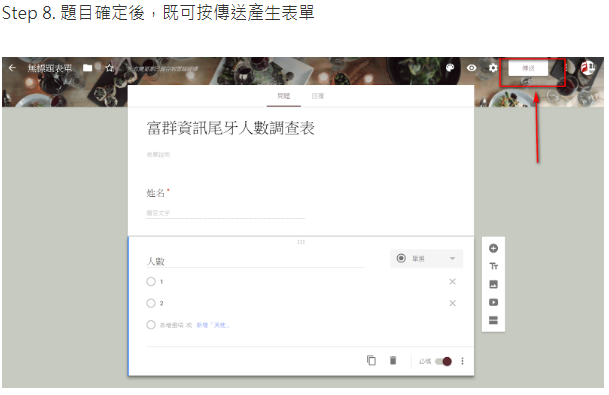 Step 8. 題目確定後，既可按傳送產生表單
無標題表單
傳送
問題
回覆
富群資訊尾牙人數調查表
表單說明
姓名*
簡答文字
人數
單選
1
2
新增選項 或 新增「其他」
必填